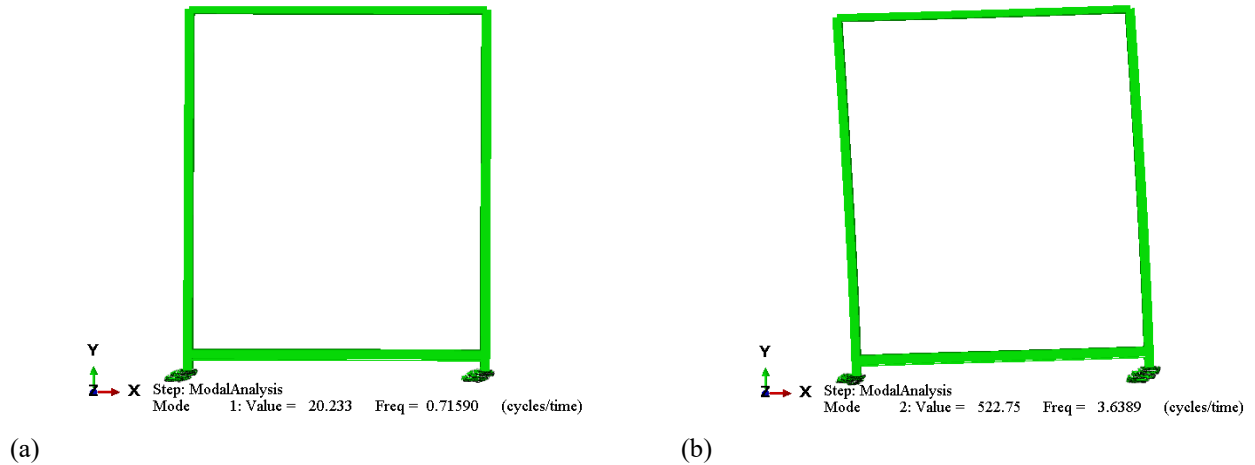 Y
Z X
Step: ModalAnalysis
Mode 1: Value = 20.233 Freq = 0.71590 (cycles/time)
(a)
Y
Z X
Step: ModalAnalysis
Mode 2: Value = 522.75 Freq = 3.6389 (cycles/time)
(b)